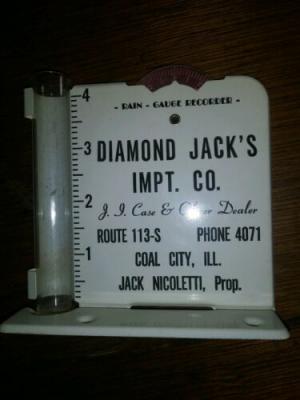 - RAIN - GAUGE RECORDER -
4
3
2
1
DIAMOND JACK'S
IMPT. CO.
J. I. Case & Oliver Dealer
ROUTE 113-S PHONE 4071
COAL CITY, ILL.
JACK NICOLETTI, Prop.